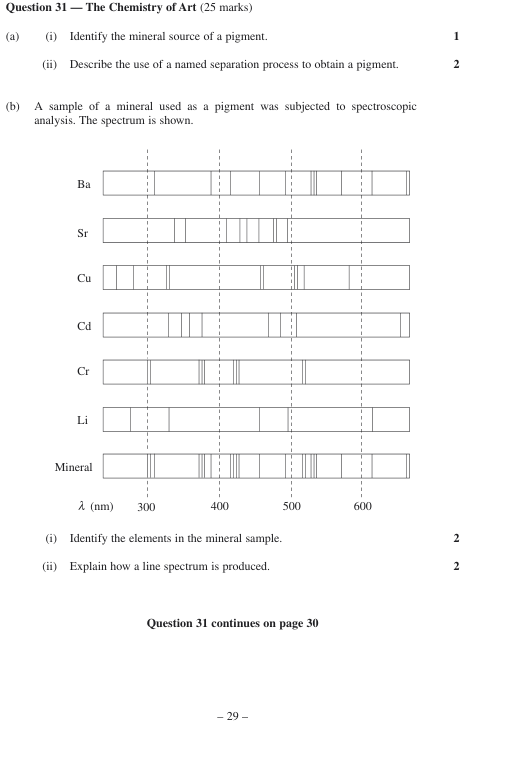 Question 31 — The Chemistry of Art (25 marks)
(a) (i) Identify the mineral source of a pigment. 1
(ii) Describe the use of a named separation process to obtain a pigment. 2
(b) A sample of a mineral used as a pigment was subjected to spectroscopic
analysis. The spectrum is shown.
Ba
Sr
Cu
Cd
Cr
Li
Mineral
λ (nm) 300 400 500 600
(i) Identify the elements in the mineral sample. 2
(ii) Explain how a line spectrum is produced. 2
Question 31 continues on page 30
– 29 –